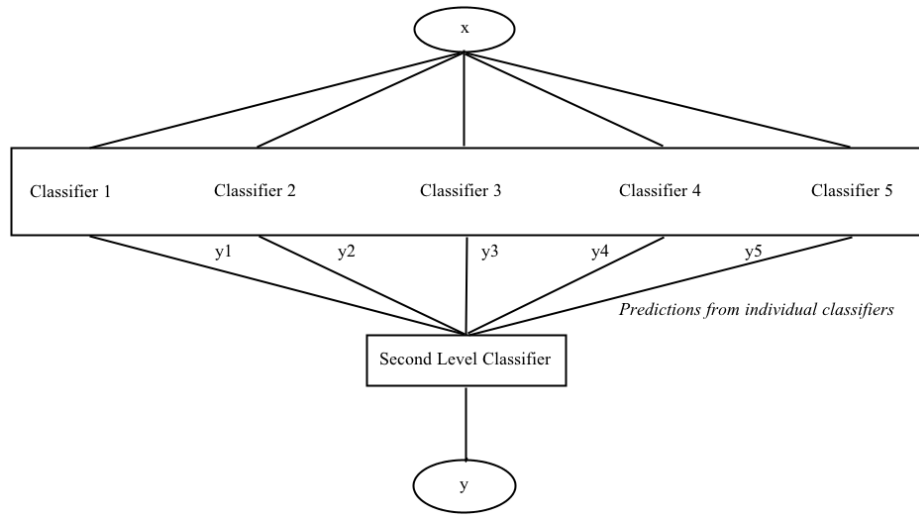 x
Classifier 1 Classifier 2 Classifier 3 Classifier 4 Classifier 5
y1 y2 y3 y4 y5
Predictions from individual classifiers
Second Level Classifier
y